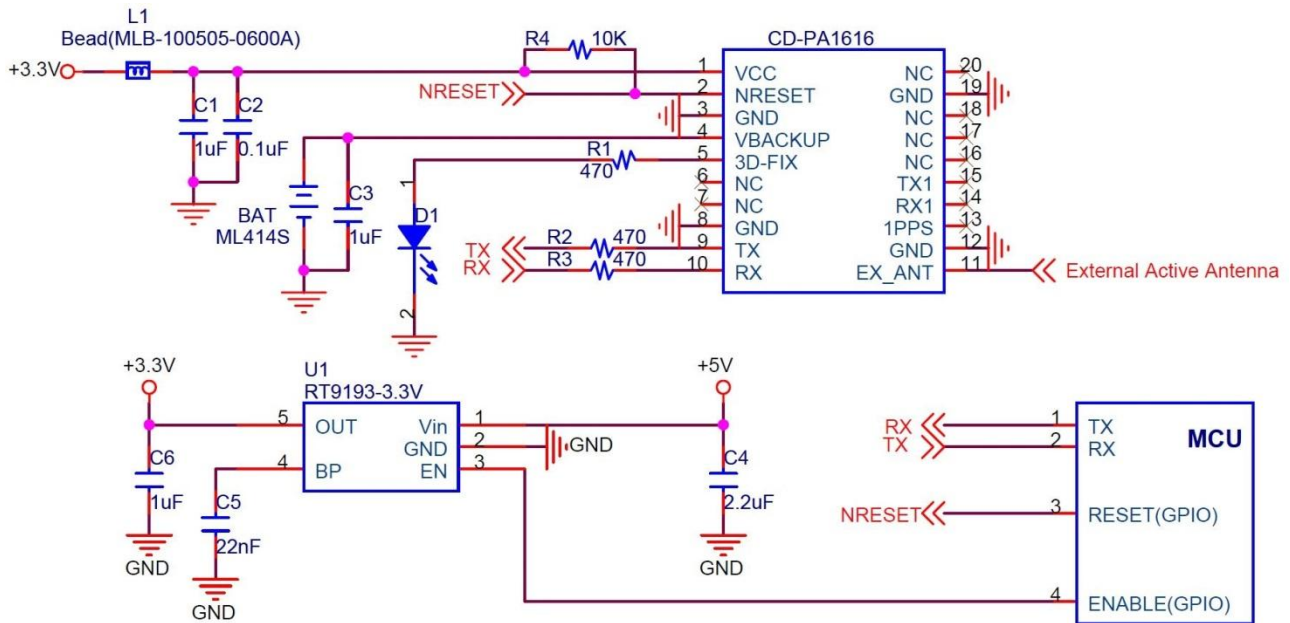 L1
Bead(MLB-100505-0600A)
+3.3V
C1
1uF
C2
0.1uF
R4 10K
NRESET
BAT
ML414S
C3
1uF
1
D1
2
R1
470
TX R2 470
RX R3 470
CD-PA1616
1 VCC
2 NRESET
3 GND
4 VBACKUP
5 3D-FIX
6 NC
7 NC
8 GND
9 TX
10 RX
NC 20
GND 19
NC 18
NC 17
NC 16
TX1 15
RX1 14
1PPS 13
GND 12
EX_ANT 11
External Active Antenna
+3.3V
C6
1uF
GND
C5
22nF
GND
U1
RT9193-3.3V
5 OUT
4 BP
Vin 1
GND 2
EN 3
GND
+5V
C4
2.2uF
GND
MCU
RX 1 TX
TX 2 RX
NRESET 3 RESET(GPIO)
4 ENABLE(GPIO)